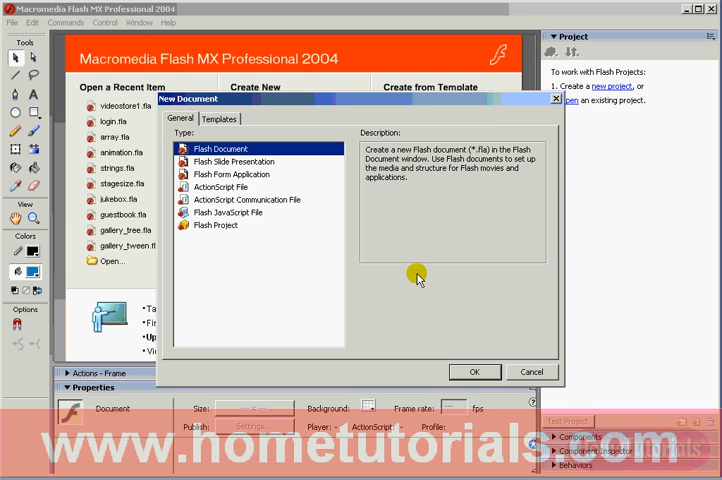 Macromedia Flash MX Professional 2004
File Edit Commands Control Window Help
Tools
View
Colors
Options
Macromedia Flash MX Professional 2004
Open a Recent Item
Create New
Create from Template
videostore1.fla
login.fla
array.fla
animation.fla
strings.fla
stagesize.fla
jukebox.fla
guestbook.fla
gallery_tree.fla
gallery_tween.fl
Open...
New Document
General
Templates
Type:
Flash Document
Flash Slide Presentation
Flash Form Application
ActionScript File
ActionScript Communication File
Flash JavaScript File
Flash Project
Description:
Create a new Flash document (*.fla) in the Flash
Document window. Use Flash documents to set up
the media and structure for Flash movies and
applications.
OK
Cancel
Project
To work with Flash Projects:
1. Create a new project, or
open an existing project.
Actions - Frame
Properties
Document
Size:
Background:
Frame rate:
fps
Publish:
Settings...
Player: -
ActionScript: -
Profile:
Test Project
Components
Component Inspector
Behaviors
www.hometutorials.com